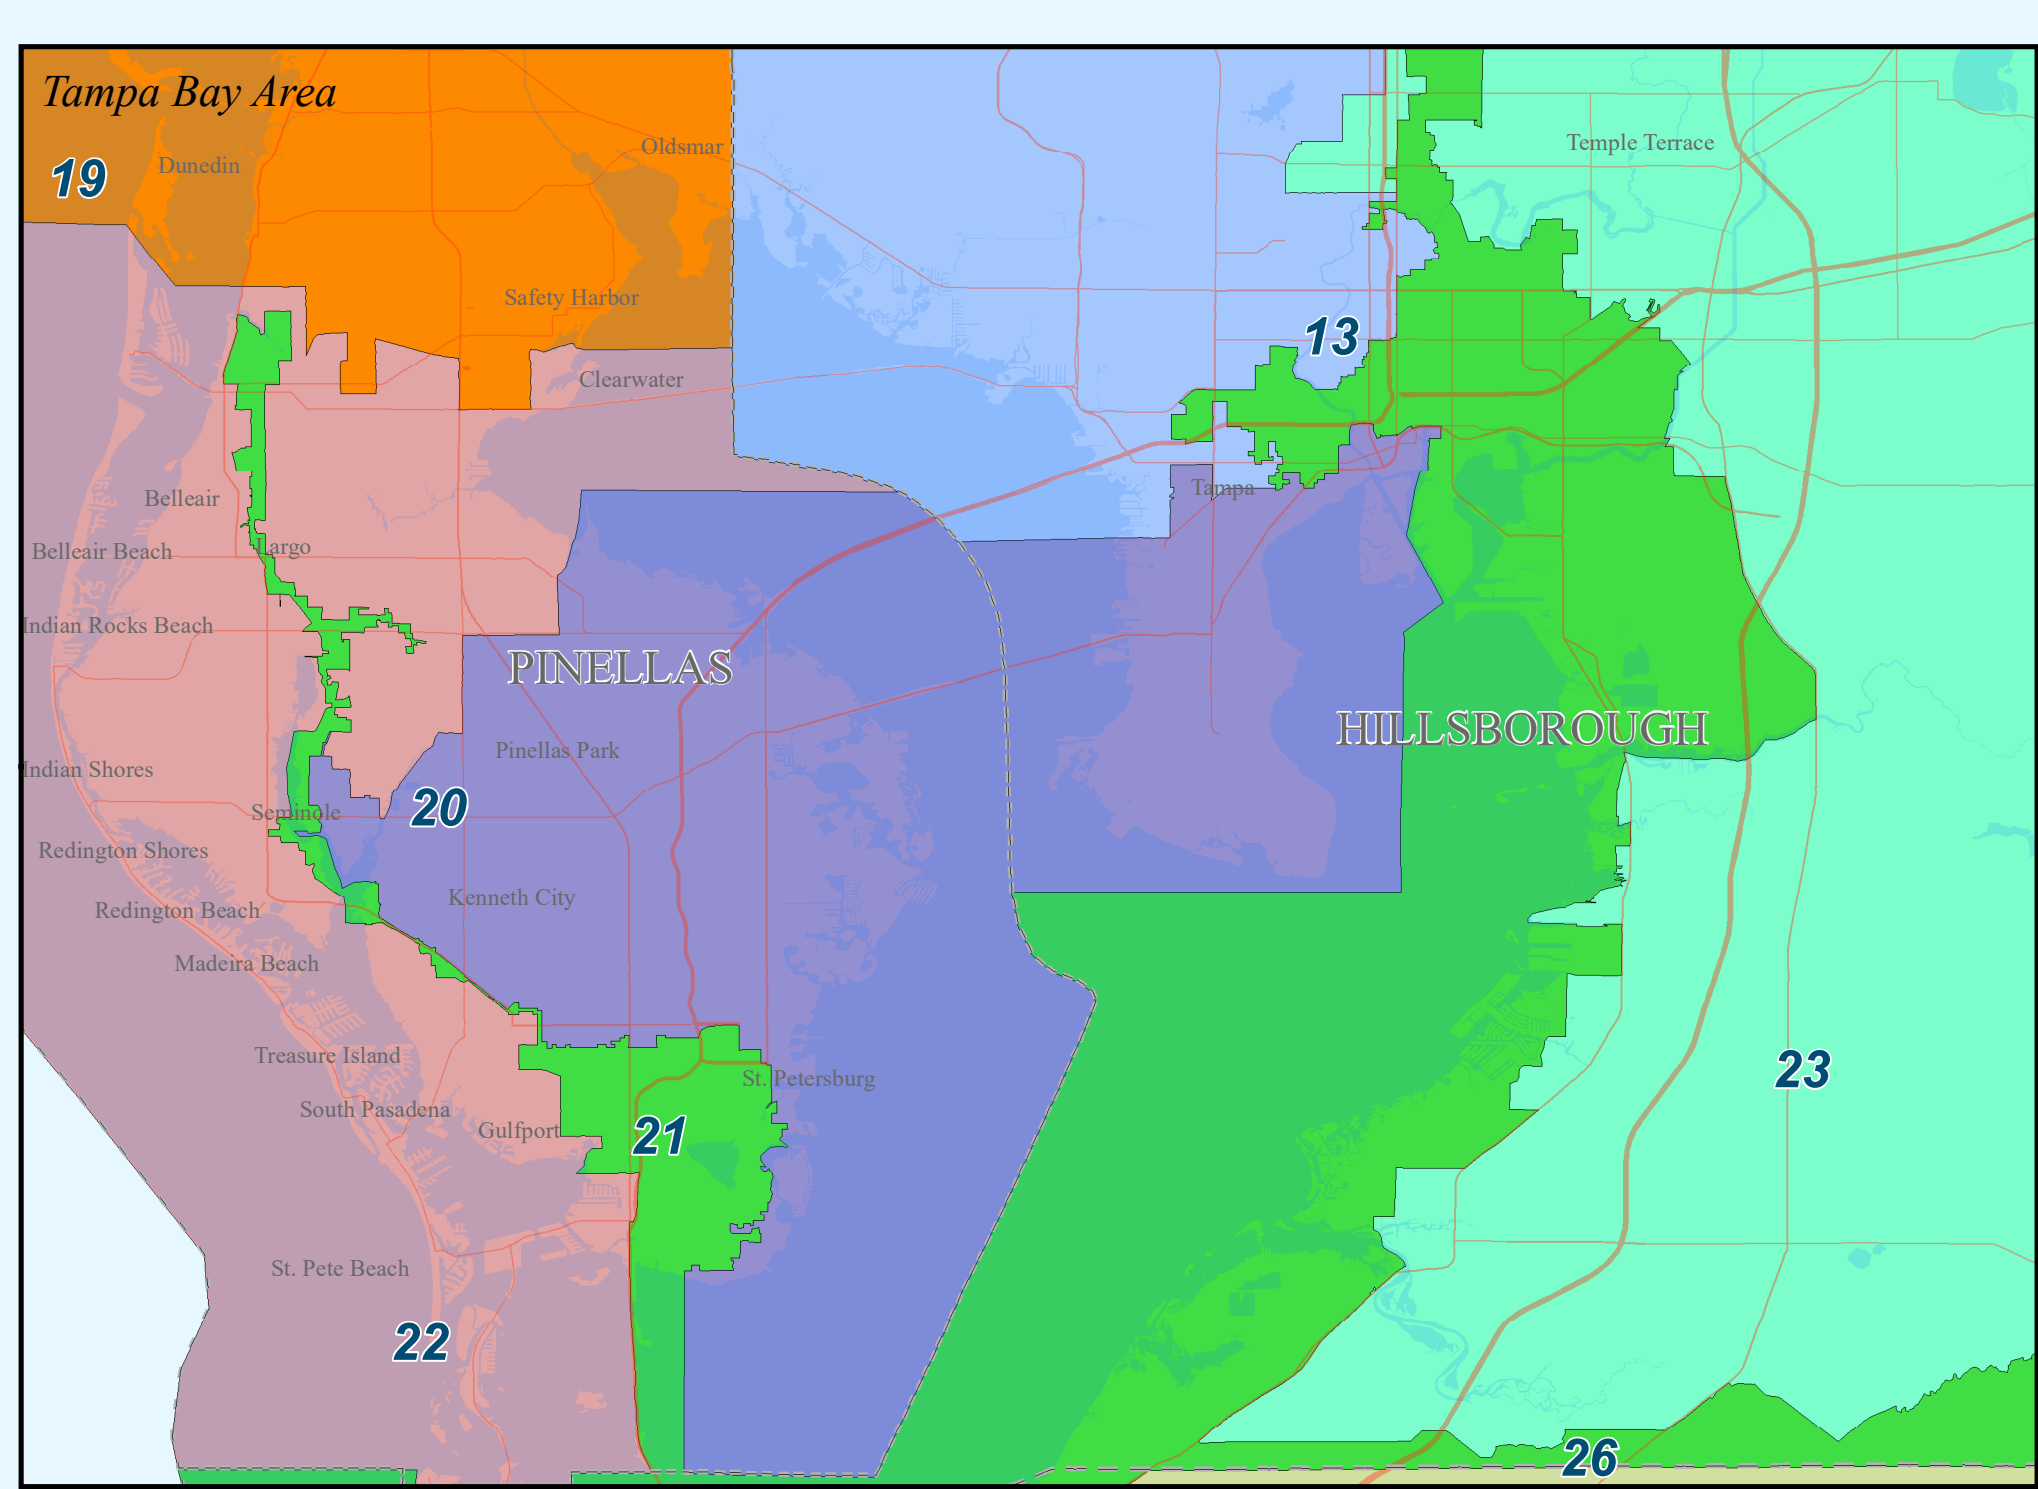 Tampa Bay Area
Oldsmar
Temple Terrace
Dunedin
19
Safety Harbor
13
Clearwater
Tampa
Belleair
Belleair Beach
Largo
Indian Rocks Beach
PINELLAS
HILLSBOROUGH
Pinellas Park
Indian Shores
20
Seminole
Redington Shores
Kenneth City
Redington Beach
Madeira Beach
Treasure Island
23
St. Petersburg
South Pasadena
Gulfport
21
St. Pete Beach
22
26